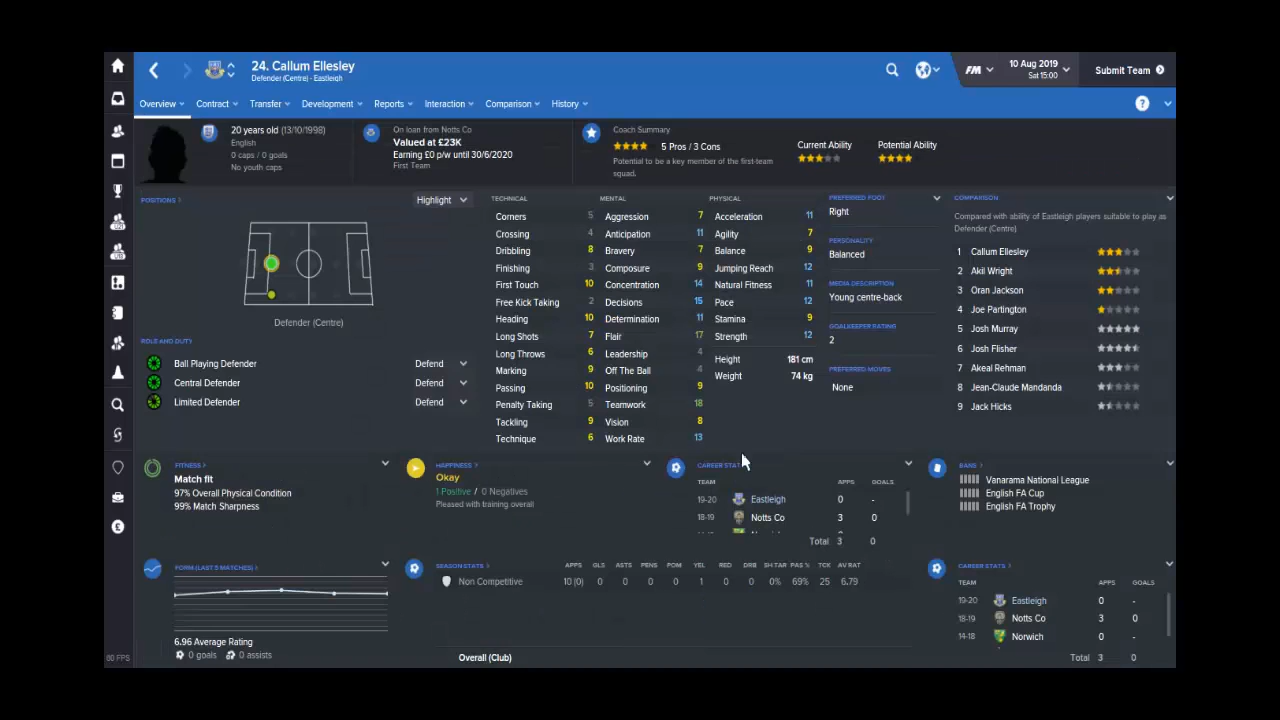 24. Callum Ellesley
Defender (Centre) - Eastleigh
FM
10 Aug 2019
Sat 15:00
Submit Team
Overview Contract Transfer Development Reports Interaction Comparison History
?
20 years old (13/10/1998)
English
0 caps / 0 goals
No youth caps
On loan from Notts Co
Valued at £23K
Earning £0 p/w until 30/6/2020
First Team
Coach Summary
5 Pros / 3 Cons
Potential to be a key member of the first-team
squad.
Current Ability
Potential Ability
POSITIONS
Highlight
Defender (Centre)
ROLE AND DUTY
Ball Playing Defender Defend
Central Defender Defend
Limited Defender Defend
TECHNICAL
Corners 5
Crossing 4
Dribbling 8
Finishing 3
First Touch 10
Free Kick Taking 2
Heading 10
Long Shots 7
Long Throws 6
Marking 9
Passing 10
Penalty Taking 5
Tackling 9
Technique 6
MENTAL
Aggression 7
Anticipation 11
Bravery 7
Composure 9
Concentration 14
Decisions 15
Determination 11
Flair 17
Leadership 4
Off The Ball 4
Positioning 9
Teamwork 18
Vision 8
Work Rate 13
PHYSICAL
Acceleration 11
Agility 7
Balance 9
Jumping Reach 12
Natural Fitness 11
Pace 12
Stamina 9
Strength 12
Height 181 cm
Weight 74 kg
PREFERRED FOOT
Right
PERSONALITY
Balanced
MEDIA DESCRIPTION
Young centre-back
GOALKEEPER RATING
2
PREFERRED MOVES
None
COMPARISON
Compared with ability of Eastleigh players suitable to play as
Defender (Centre)
1 Callum Ellesley
2 Akil Wright
3 Oran Jackson
4 Joe Partington
5 Josh Murray
6 Josh Flisher
7 Akeal Rehman
8 Jean-Claude Mandanda
9 Jack Hicks
FITNESS
Match fit
97% Overall Physical Condition
99% Match Sharpness
HAPPINESS
Okay
1 Positive / 0 Negatives
Pleased with training overall
CAREER STAT
TEAM APPS GOALS
19-20 Eastleigh 0 -
18-19 Notts Co 3 0
Total 3 0
BANS
Vanarama National League
English FA Cup
English FA Trophy
FORM (LAST 5 MATCHES)
6.96 Average Rating
0 goals 0 assists
SEASON STATS APPS GLS ASTS PENS POM YEL RED DRB SH TAR PAS % TCK AV RAT
Non Competitive 10 (0) 0 0 0 0 1 0 0 0% 69% 25 6.79
Overall (Club)
CAREER STATS
TEAM APPS GOALS
19-20 Eastleigh 0 -
18-19 Notts Co 3 0
14-18 Norwich 0 -
Total 3 0
60 FPS